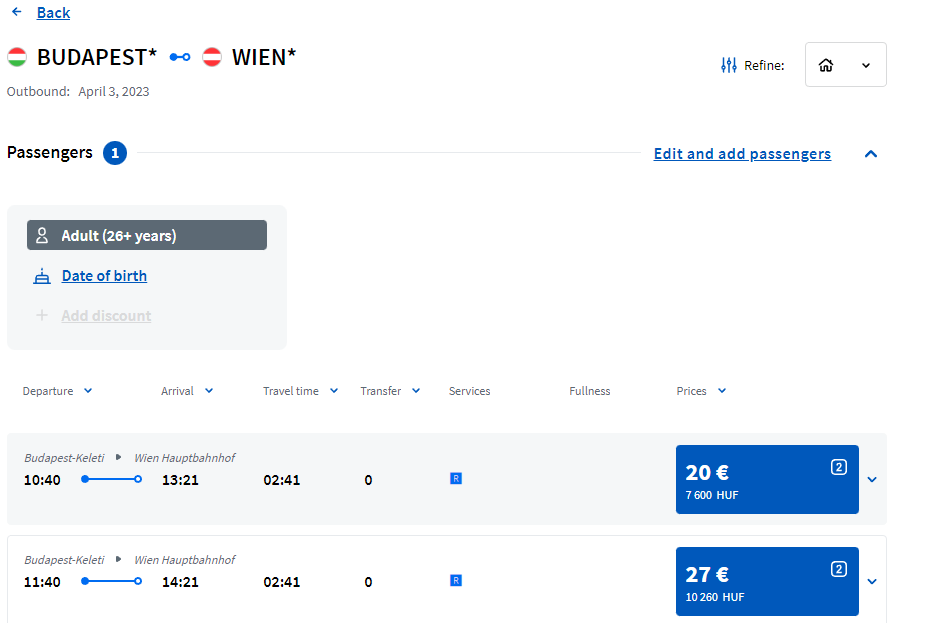 Back
BUDAPEST* WIEN*
Refine:
Outbound: April 3, 2023
Passengers 1 Edit and add passengers
Adult (26+ years)
Date of birth
Add discount
Departure Arrival Travel time Transfer Services Fullness Prices
Budapest-Keleti Wien Hauptbahnhof
10:40 13:21 02:41 0 R 20 € 2
7 600 HUF
Budapest-Keleti Wien Hauptbahnhof
11:40 14:21 02:41 0 R 27 € 2
10 260 HUF